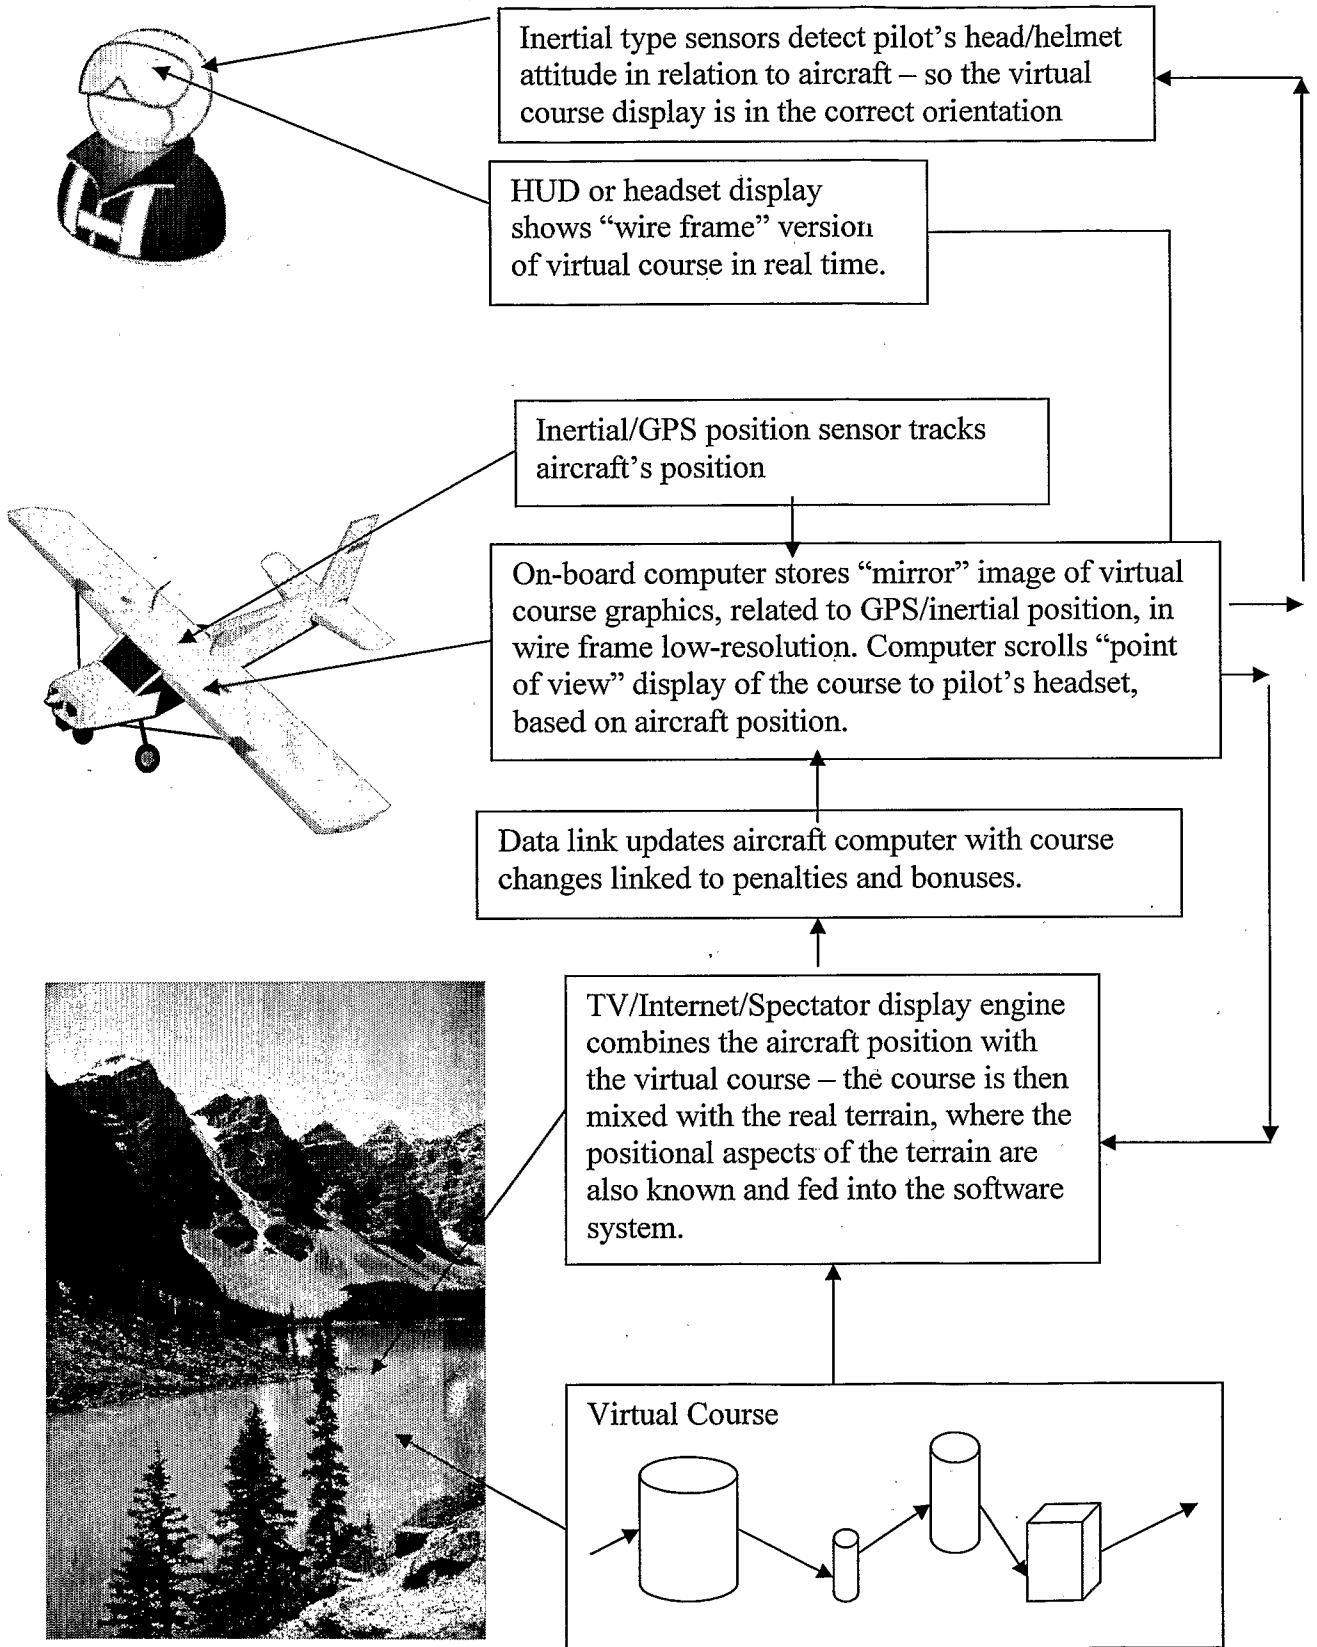 Inertial type sensors detect pilot’s head/helmet
attitude in relation to aircraft – so the virtual
course display is in the correct orientation
HUD or headset display
shows “wire frame” version
of virtual course in real time.
Inertial/GPS position sensor tracks
aircraft’s position
On-board computer stores “mirror” image of virtual
course graphics, related to GPS/inertial position, in
wire frame low-resolution. Computer scrolls “point
of view” display of the course to pilot’s headset,
based on aircraft position.
Data link updates aircraft computer with course
changes linked to penalties and bonuses.
TV/Internet/Spectator display engine
combines the aircraft position with
the virtual course – the course is then
mixed with the real terrain, where the
positional aspects of the terrain are
also known and fed into the software
system.
Virtual Course